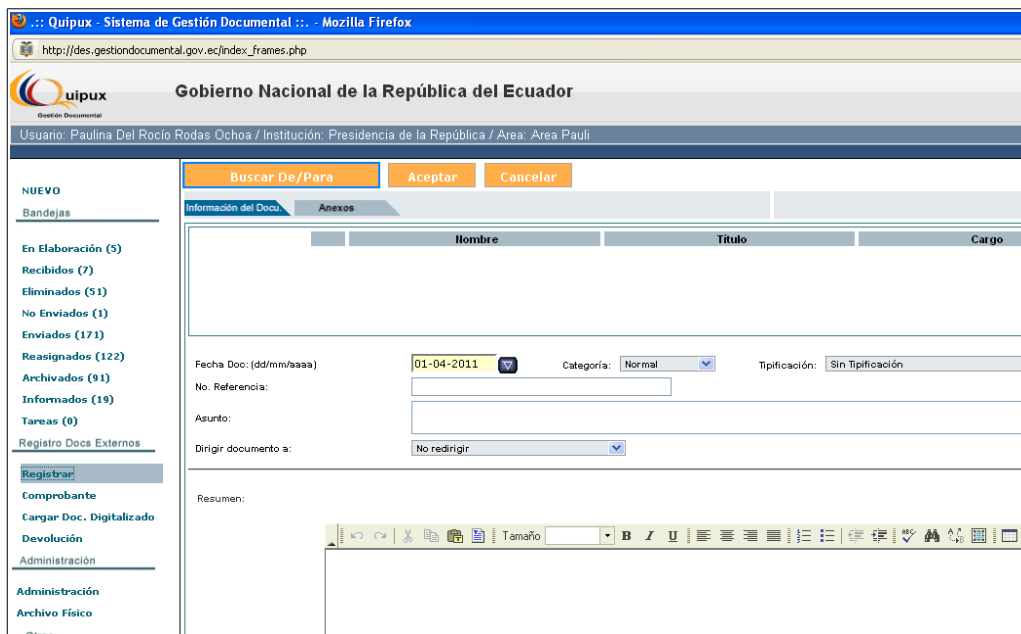 .:: Quipux - Sistema de Gestión Documental ::. - Mozilla Firefox
http://des.gestiondocumental.gov.ec/index_frames.php
Quipux
Gestión Documental
Gobierno Nacional de la República del Ecuador
Usuario: Paulina Del Rocío Rodas Ochoa / Institución: Presidencia de la República / Area: Area Pauli
Buscar De/Para Aceptar Cancelar
NUEVO
Bandejas
Información del Docu. Anexos
Nombre Título Cargo
En Elaboración (5)
Recibidos (7)
Eliminados (51)
No Enviados (1)
Enviados (171)
Reasignados (122)
Archivados (91)
Informados (19)
Tareas (0)
Registro Docs Externos
Registrar
Comprobante
Cargar Doc. Digitalizado
Devolución
Administración
Administración
Archivo Físico
Fecha Doc: (dd/mm/aaaa) 01-04-2011 Categoría: Normal Tipificación: Sin Tipificación
No. Referencia:
Asunto:
Dirigir documento a: No redirigir
Resumen:
Tamaño B I U